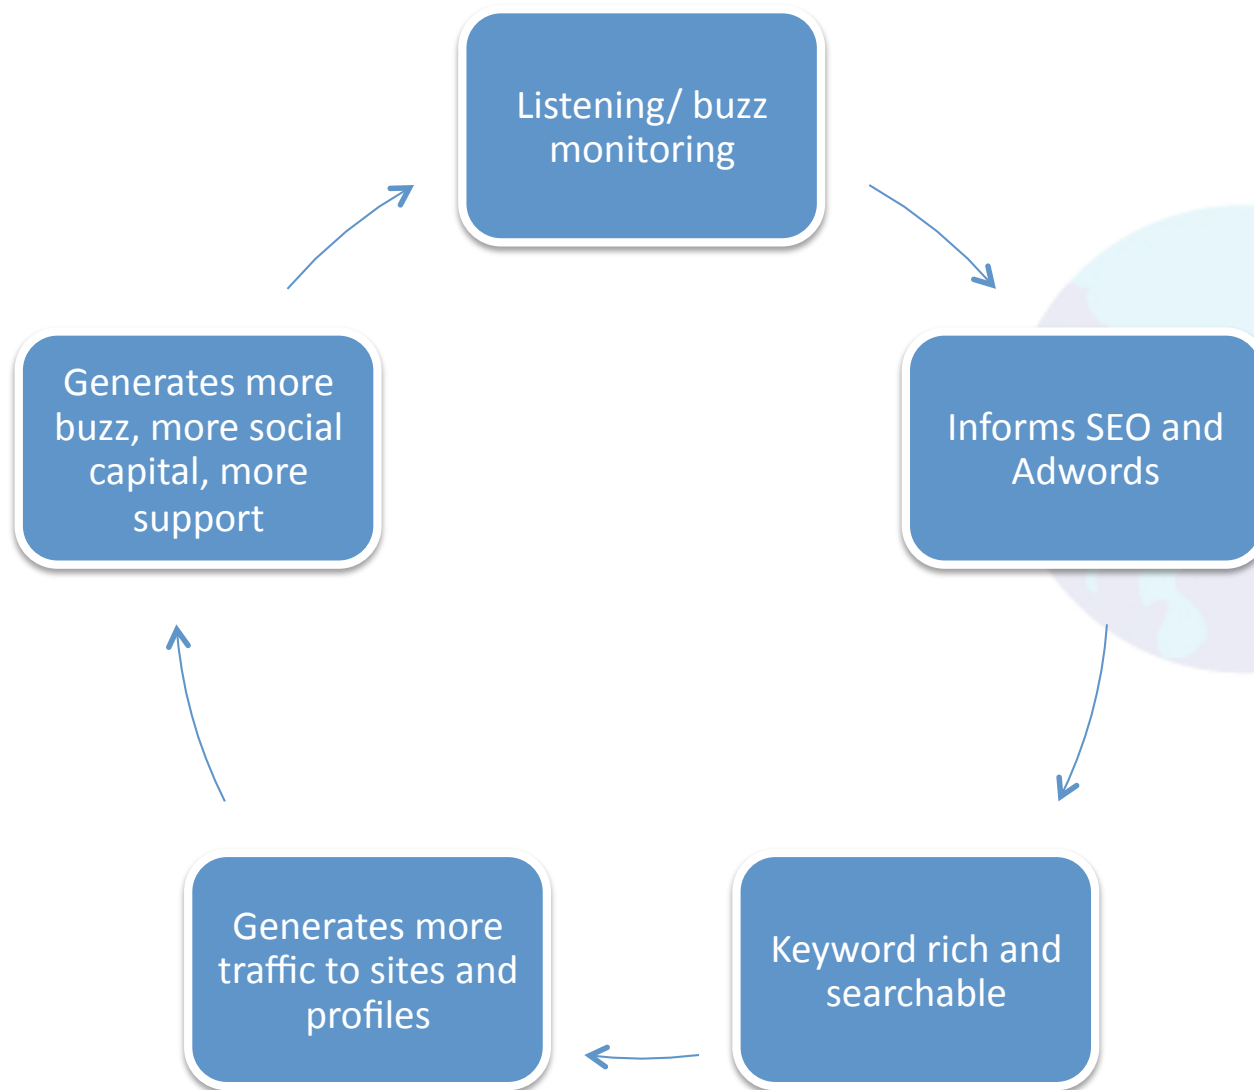 Listening/ buzz
monitoring
Informs SEO and
Adwords
Keyword rich and
searchable
Generates more
traffic to sites and
profiles
Generates more
buzz, more social
capital, more
support